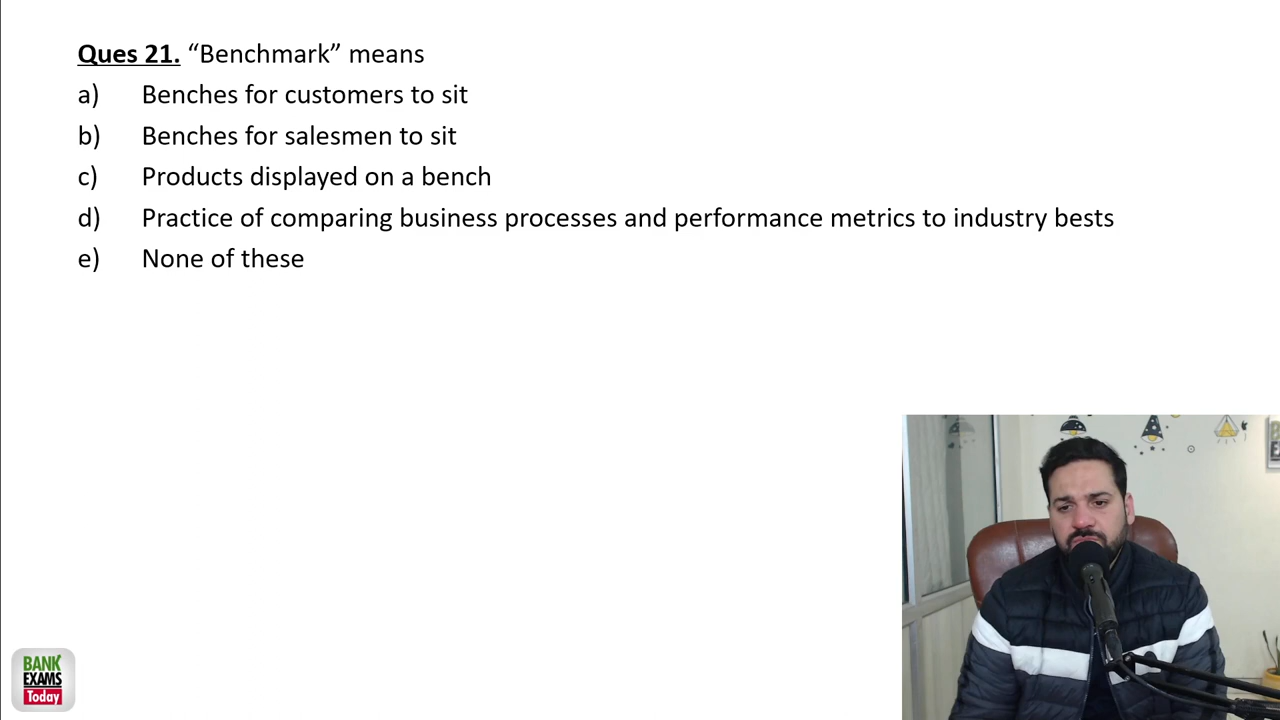 Ques 21. “Benchmark” means
a) Benches for customers to sit
b) Benches for salesmen to sit
c) Products displayed on a bench
d) Practice of comparing business processes and performance metrics to industry bests
e) None of these
BANK
EXAMS
Today